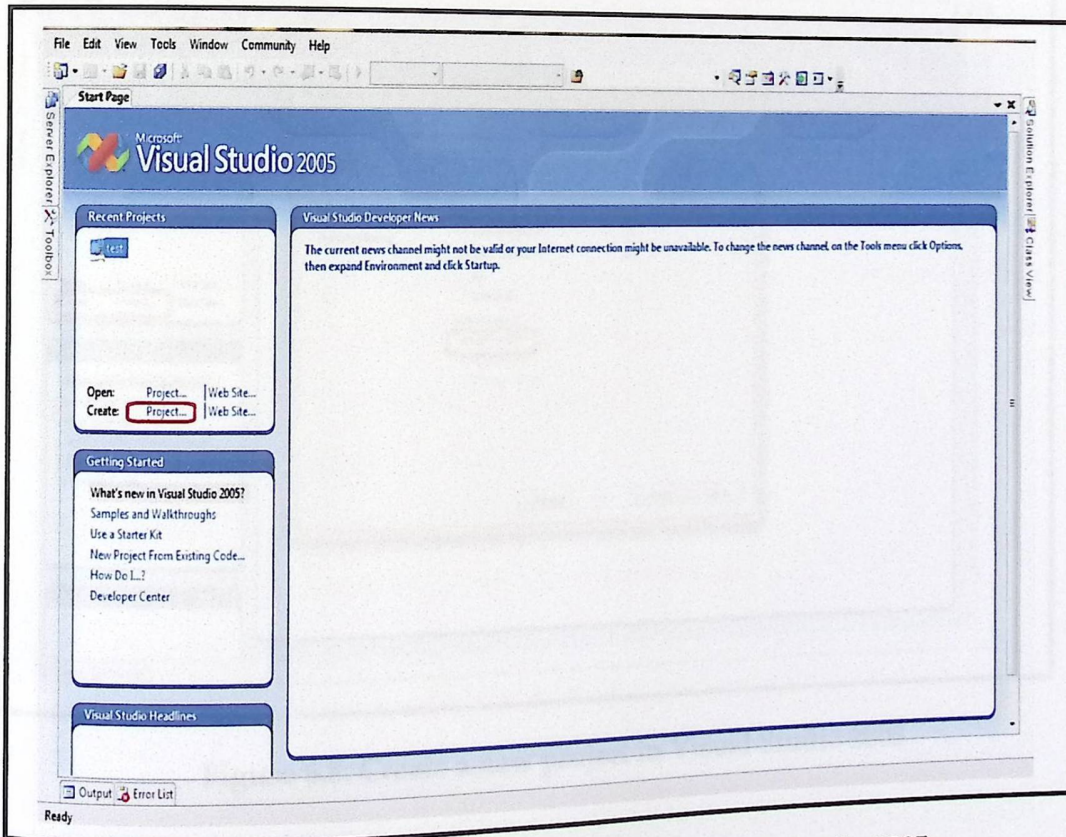 File Edit View Tools Window Community Help
Start Page
Server Explorer
Toolbox
Solution Explorer
Class View
Microsoft
Visual Studio 2005
Recent Projects
test
Open: Project... Web Site...
Create: Project... Web Site...
Getting Started
What's new in Visual Studio 2005?
Samples and Walkthroughs
Use a Starter Kit
New Project From Existing Code...
How Do I...?
Developer Center
Visual Studio Headlines
Visual Studio Developer News
The current news channel might not be valid or your Internet connection might be unavailable. To change the news channel, on the Tools menu click Options,
then expand Environment and click Startup.
Output Error List
Ready